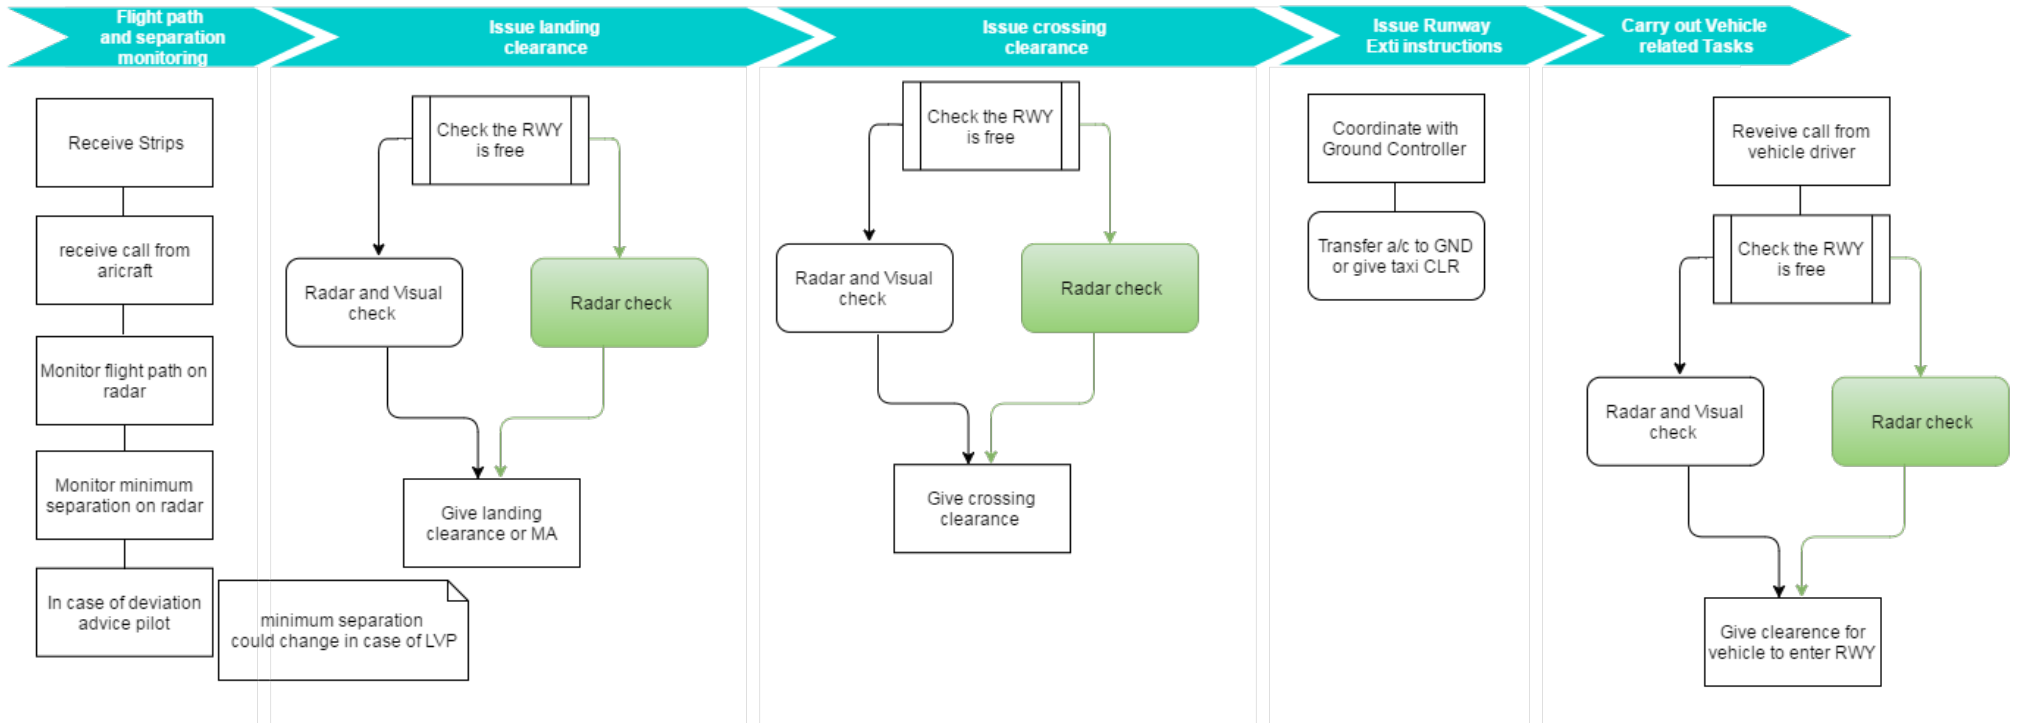 Flight path
and separation
monitoring
Issue landing
clearance
Issue crossing
clearance
Issue Runway
Exti instructions
Carry out Vehicle
related Tasks
Receive Strips
receive call from
aricraft
Monitor flight path on
radar
Monitor minimum
separation on radar
In case of deviation
advice pilot
minimum separation
could change in case of LVP
Check the RWY
is free
Radar and Visual
check
Radar check
Give landing
clearance or MA
Check the RWY
is free
Radar and Visual
check
Radar check
Give crossing
clearance
Coordinate with
Ground Controller
Transfer a/c to GND
or give taxi CLR
Reveive call from
vehicle driver
Check the RWY
is free
Radar and Visual
check
Radar check
Give clearence for
vehicle to enter RWY